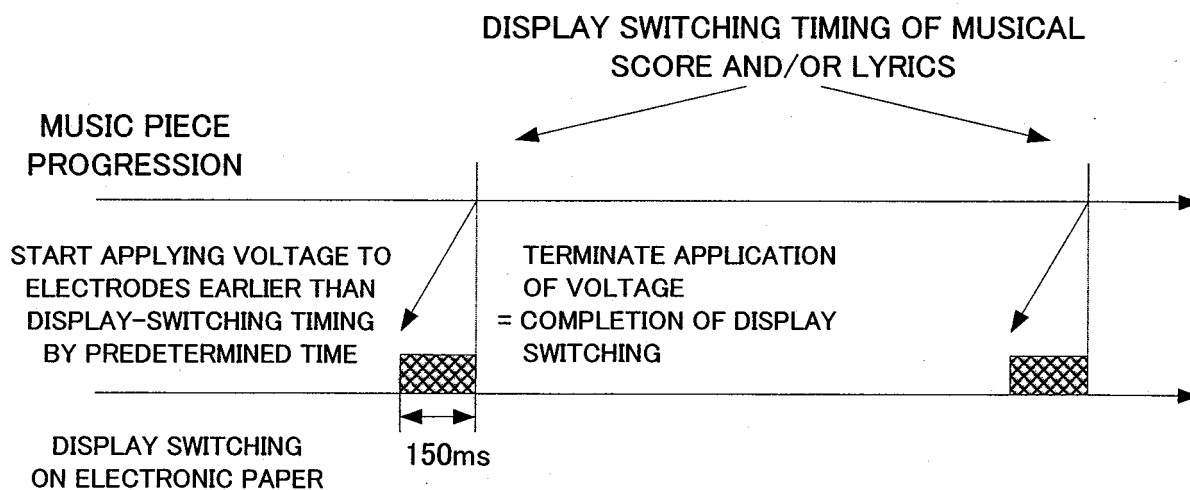 DISPLAY SWITCHING TIMING OF MUSICAL
SCORE AND/OR LYRICS
MUSIC PIECE
PROGRESSION
START APPLYING VOLTAGE TO
ELECTRODES EARLIER THAN
DISPLAY-SWITCHING TIMING
BY PREDETERMINED TIME
TERMINATE APPLICATION
OF VOLTAGE
= COMPLETION OF DISPLAY
SWITCHING
150ms
DISPLAY SWITCHING
ON ELECTRONIC PAPER